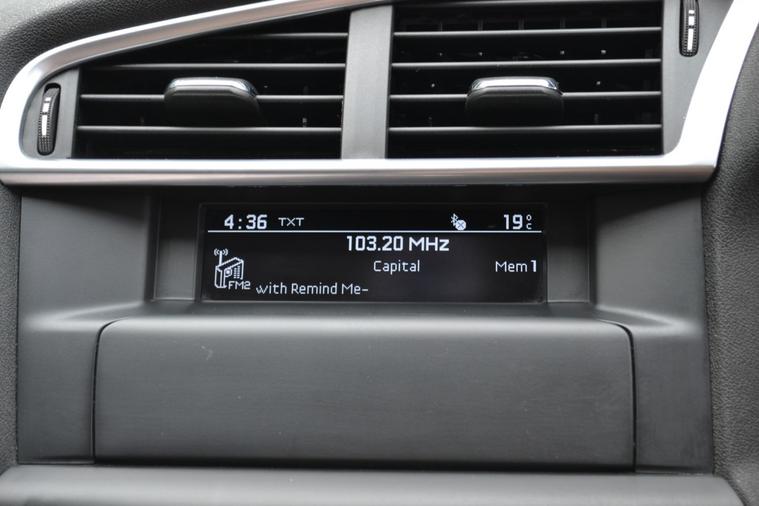 4:36 TXT 19°C
103.20 MHz
Capital Mem 1
FM2 with Remind Me-